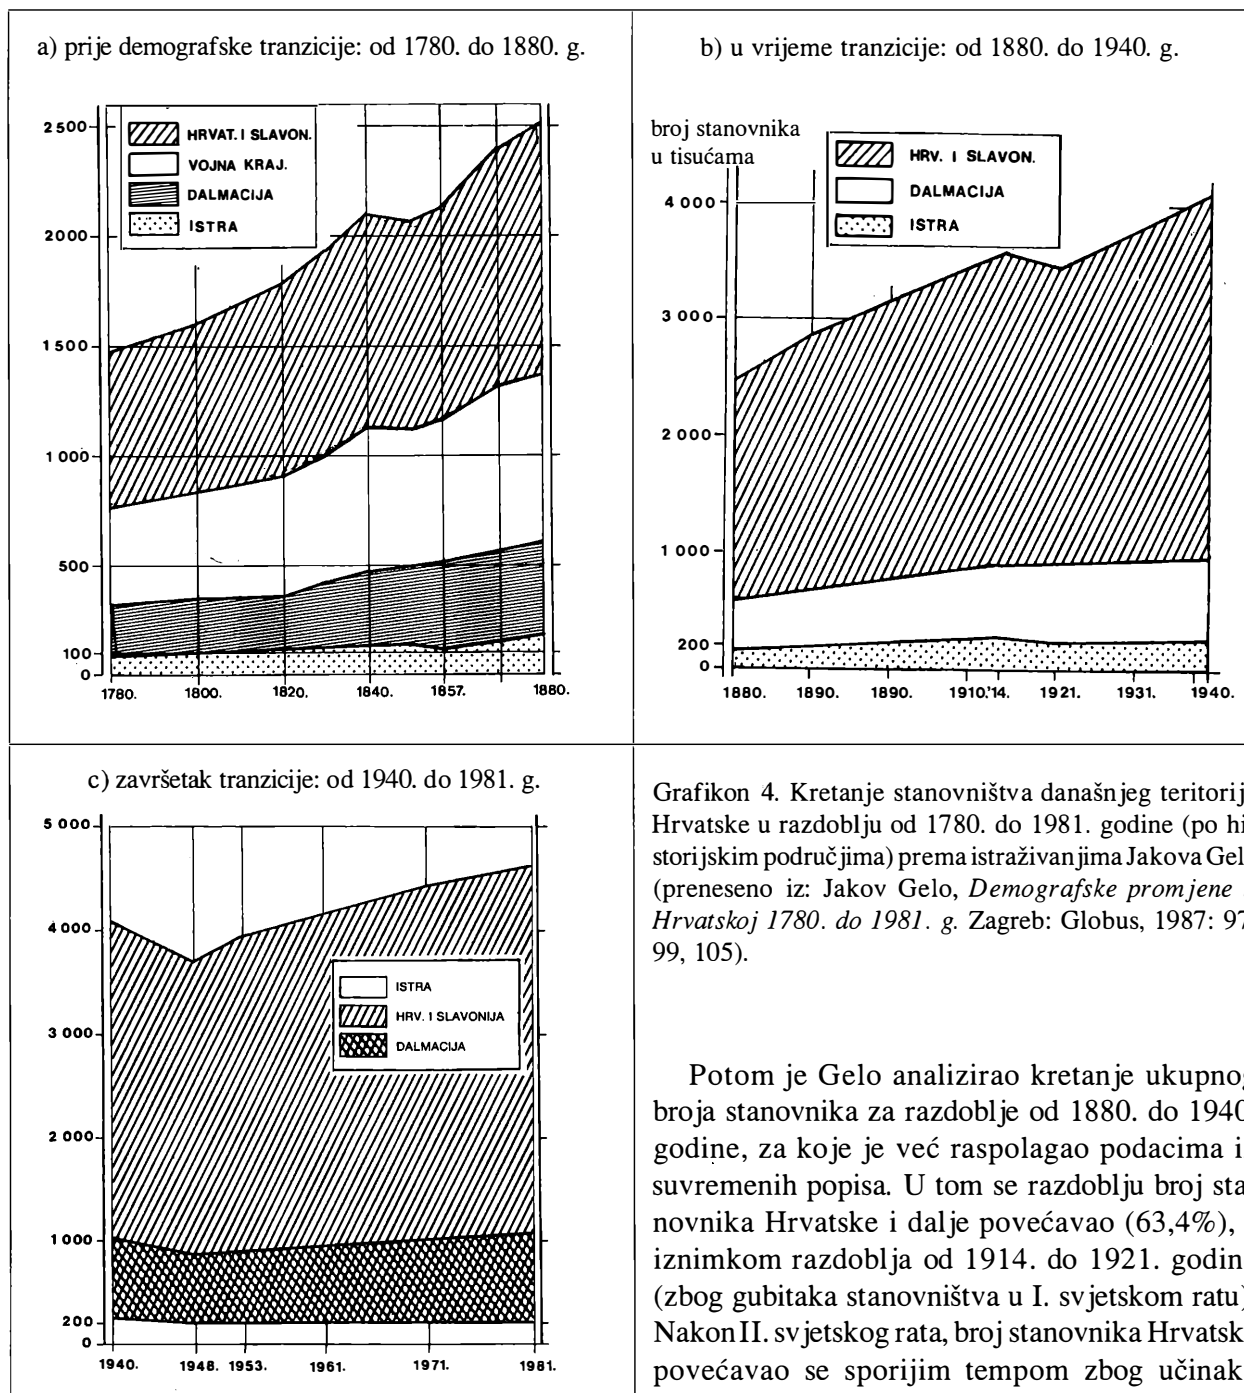 a) prije demografske tranzicije: od 1780. do 1880. g.
HRVAT. I SLAVON.
VOJNA KRAJ.
DALMACIJA
ISTRA
2 500
2 000
1 500
1 000
500
100
0
1780. 1800. 1820. 1840. 1857. 1880.
b) u vrijeme tranzicije: od 1880. do 1940. g.
broj stanovnika
u tisućama
HRV. I SLAVON.
DALMACIJA
ISTRA
4 000
3 000
2 000
1 000
200
0
1880. 1890. 1890. 1910.'14. 1921. 1931. 1940.
c) završetak tranzicije: od 1940. do 1981. g.
ISTRA
HRV. I SLAVONIJA
DALMACIJA
5 000
4 000
3 000
2 000
1 000
200
0
1940. 1948. 1953. 1961. 1971. 1981.
Grafikon 4. Kretanje stanovništva današnjeg teritorij
Hrvatske u razdoblju od 1780. do 1981. godine (po hi
storijskim područjima) prema istraživanjima Jakova Gel
(preneseno iz: Jakov Gelo, Demografske promjene
Hrvatskoj 1780. do 1981. g. Zagreb: Globus, 1987: 97
99, 105).
Potom je Gelo analizirao kretanje ukupnog
broja stanovnika za razdoblje od 1880. do 1940
godine, za koje je već raspolagao podacima i
suvremenih popisa. U tom se razdoblju broj sta
novnika Hrvatske i dalje povećavao (63,4%),
iznimkom razdoblja od 1914. do 1921. godin
(zbog gubitaka stanovništva u I. svjetskom ratu)
Nakon II. svjetskog rata, broj stanovnika Hrvatsk
povećavao se sporijim tempom zbog učinak